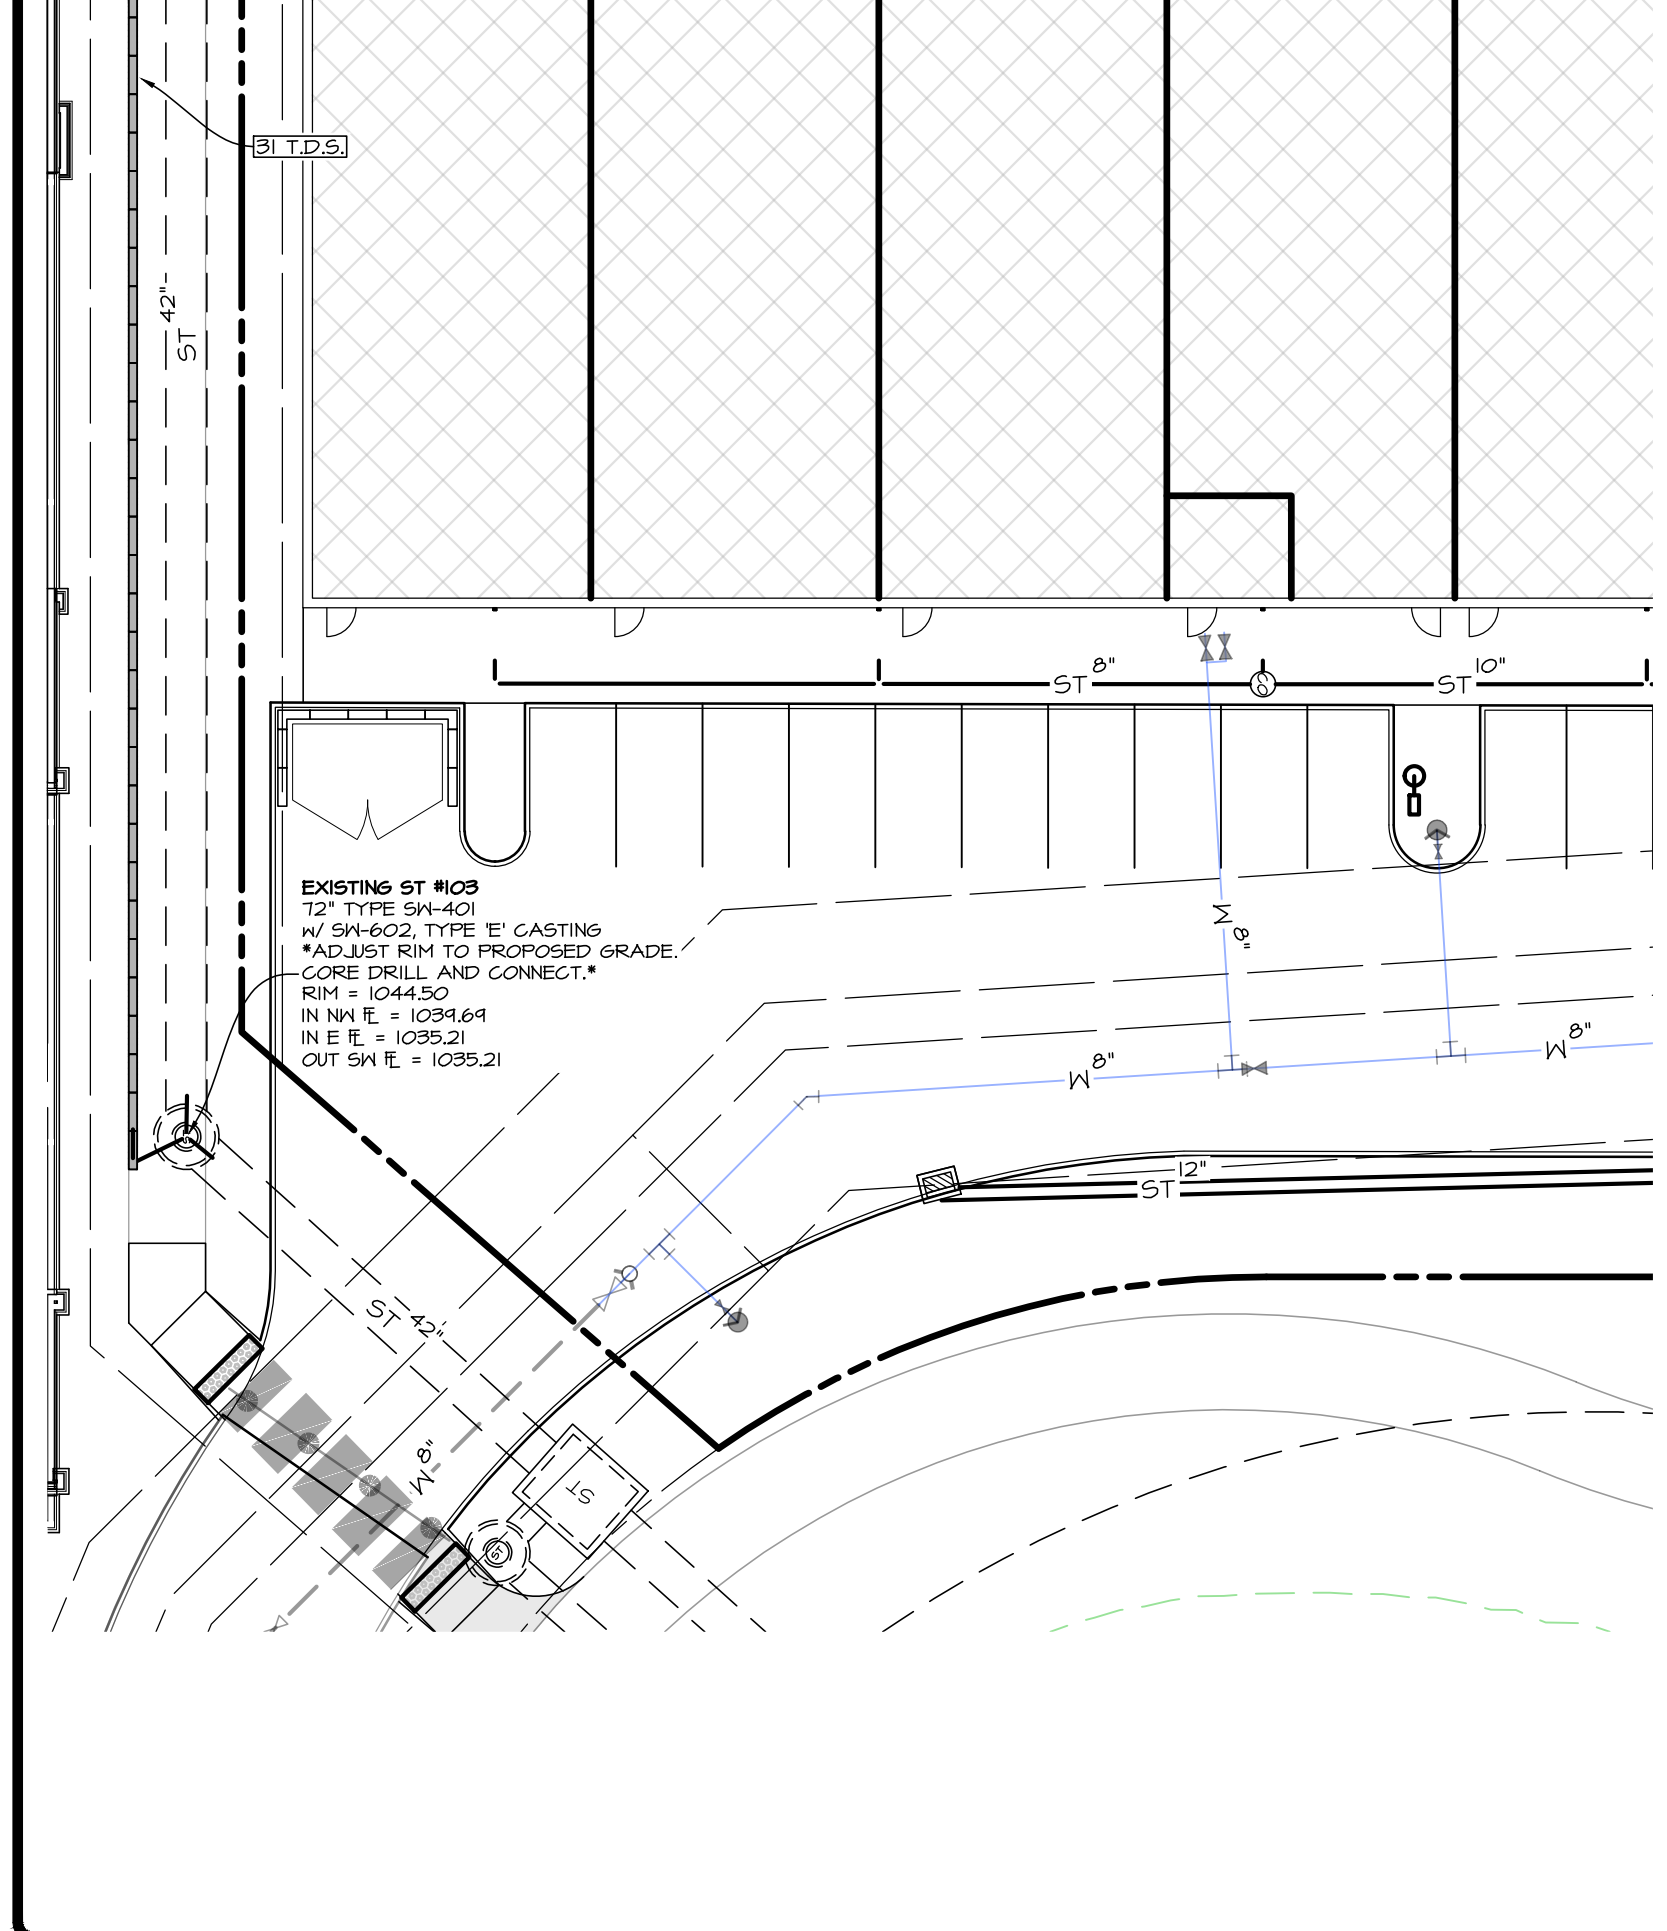 31 T.D.S.
ST 42"
ST 8"
CO
ST 10"
EXISTING ST #103
72" TYPE SW-401
W/ SW-602, TYPE 'E' CASTING
*ADJUST RIM TO PROPOSED GRADE.
CORE DRILL AND CONNECT.*
RIM = 1044.50
IN NW FL = 1039.69
IN E FL = 1035.21
OUT SW FL = 1035.21
W 8"
W 8"
W 8"
ST 12"
ST 42"
W 8"
ST
ST